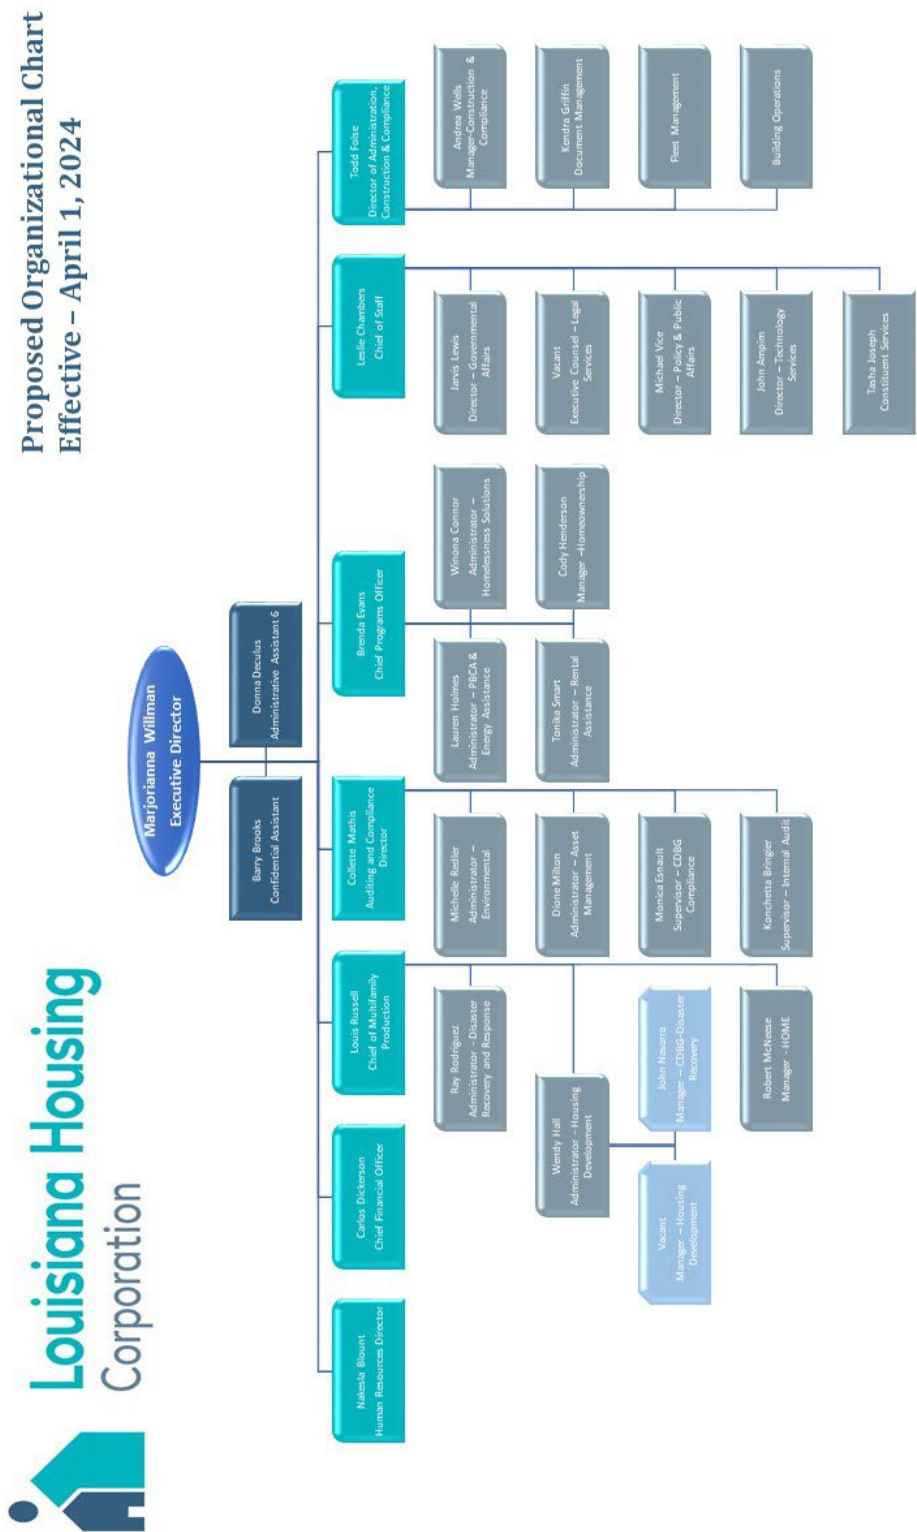 Louisiana Housing
Corporation
Proposed Organizational Chart
Effective – April 1, 2024
Marjorianna Willman
Executive Director
Barry Brooks
Confidential Assistant
Donna Deculus
Administrative Assistant 6
Nakesla Blount
Human Resources Director
Carlos Dickerson
Chief Financial Officer
Louis Russell
Chief of Multifamily
Production
Collette Mathis
Auditing and Compliance
Director
Brenda Evans
Chief Programs Officer
Leslie Chambers
Chief of Staff
Todd Folse
Director of Administration,
Construction & Compliance
Ray Rodriguez
Administrator - Disaster
Recovery and Response
Wendy Hall
Administrator - Housing
Development
Vacant
Manager – Housing
Development
John Navarra
Manager – CDBG-Disaster
Recovery
Robert McNeese
Manager - HOME
Michelle Redler
Administrator –
Environmental
Dione Milton
Administrator – Asset
Management
Monica Esnault
Supervisor – CDBG
Compliance
Konchetta Bringier
Supervisor – Internal Audit
Lauren Holmes
Administrator – PBCA &
Energy Assistance
Winona Connor
Administrator –
Homelessness Solutions
Tonika Smart
Administrator – Rental
Assistance
Cody Henderson
Manager –Homeownership
Jarvis Lewis
Director – Governmental
Affairs
Vacant
Executive Counsel – Legal
Services
Michael Vice
Director – Policy & Public
Affairs
John Ampim
Director – Technology
Services
Tasha Joseph
Constituent Services
Andrea Wells
Manager-Construction &
Compliance
Kendra Griffin
Document Management
Fleet Management
Building Operations